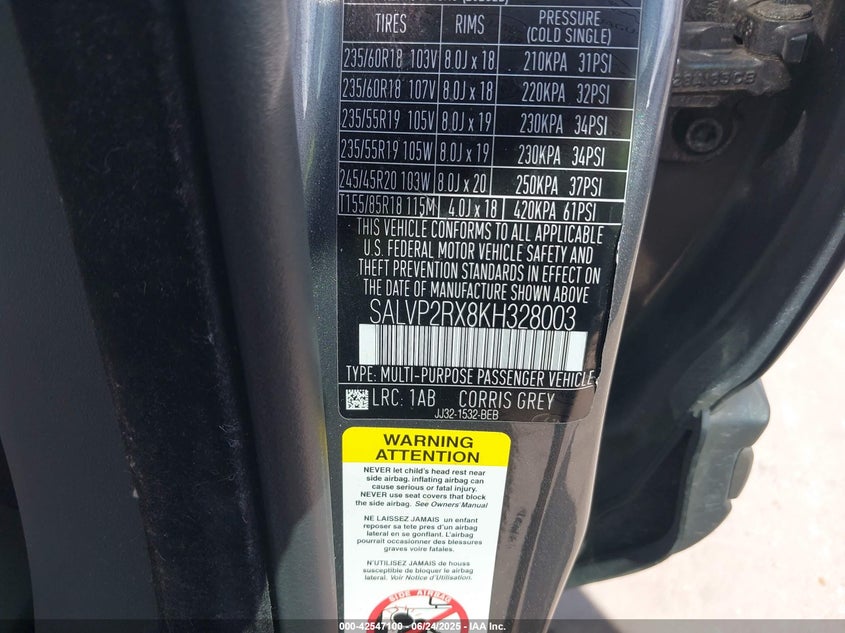 TIRES RIMS PRESSURE
(COLD SINGLE)
235/60R18 103V 8.0J x 18 210KPA 31PSI
235/60R18 107V 8.0J x 18 220KPA 32PSI
235/55R19 105V 8.0J x 19 230KPA 34PSI
235/55R19 105W 8.0J x 19 230KPA 34PSI
245/45R20 103W 8.0J x 20 250KPA 37PSI
T155/85R18 115M 4.0J x 18 420KPA 61PSI
THIS VEHICLE CONFORMS TO ALL APPLICABLE
U.S. FEDERAL MOTOR VEHICLE SAFETY AND
THEFT PREVENTION STANDARDS IN EFFECT ON
THE DATE OF MANUFACTURE SHOWN ABOVE
SALVP2RX8KH328003
TYPE: MULTI-PURPOSE PASSENGER VEHICLE
LRC: 1AB CORRIS GREY
JJ32-1532-BEB
WARNING
ATTENTION
NEVER let child's head rest near
side airbag. inflating airbag can
cause serious or fatal injury.
NEVER use seat covers that block
the side airbag. See Owners' Manual
NE LAISSEZ JAMAIS un enfant
reposer sa tete pres d'un airbag
lateral en se gonflant. L'airbag
pourrait occasionner des blessures
graves voire fatales.
N'UTILISEZ JAMAIS de houss
susceptible de bloquer le airbag
lateral. Voir Notice d'Utilisation
SIDE AIRBAG
000-42547100 - 06/24/2025 - IAA Inc.